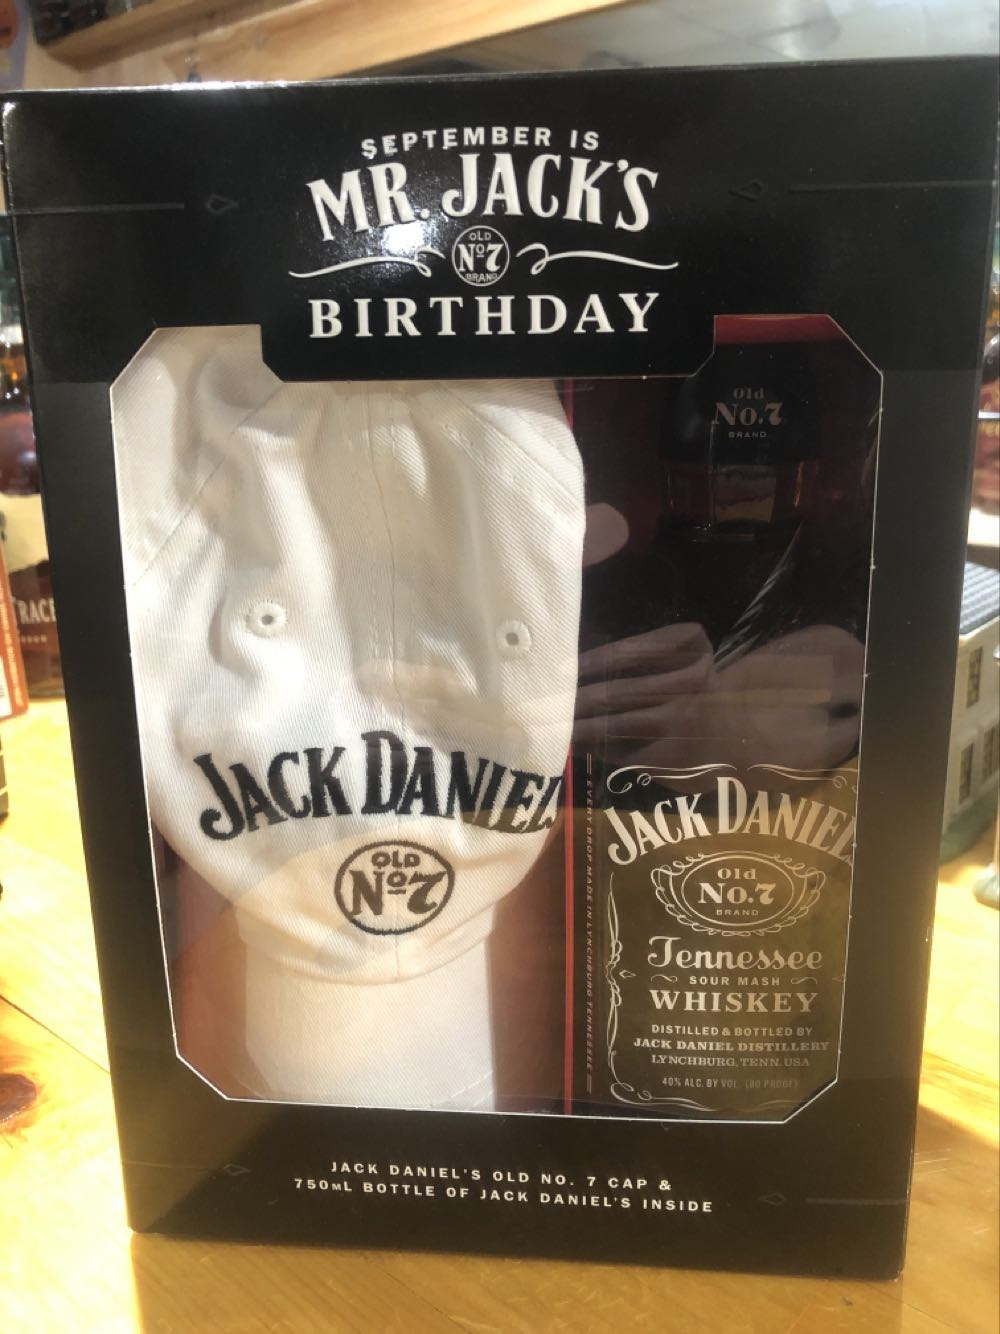 SEPTEMBER IS
MR. JACK'S
OLD
Nº7
BRAND
BIRTHDAY
Old
No.7
BRAND
TRACE
JACK DANIEL
OLD
Nº7
EVERY DROP MADE IN LYNCHBURG TENNESSEE
JACK DANIEL
Old
No.7
BRAND
Tennessee
SOUR MASH
WHISKEY
DISTILLED & BOTTLED BY
JACK DANIEL DISTILLERY
LYNCHBURG, TENN. USA
40% ALC. BY VOL. (80 PROOF)
JACK DANIEL'S OLD NO. 7 CAP &
750mL BOTTLE OF JACK DANIEL'S INSIDE